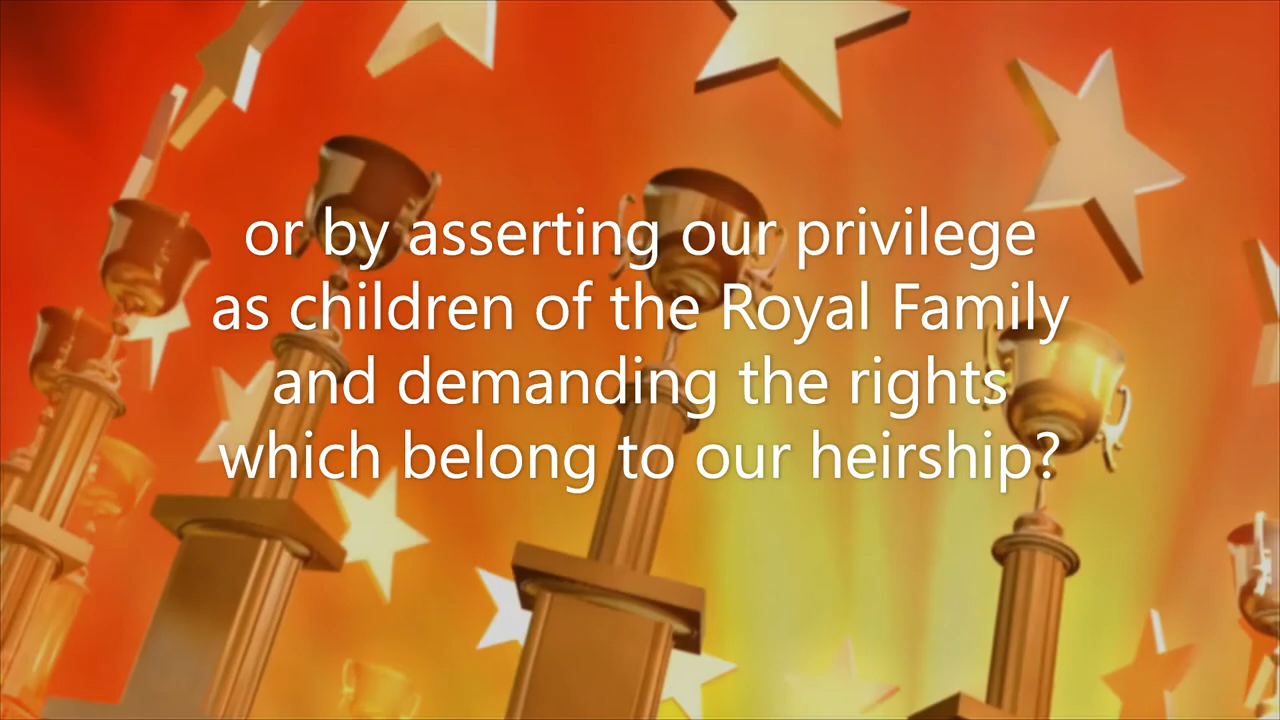 or by asserting our privilege
as children of the Royal Family
and demanding the rights
which belong to our heirship?